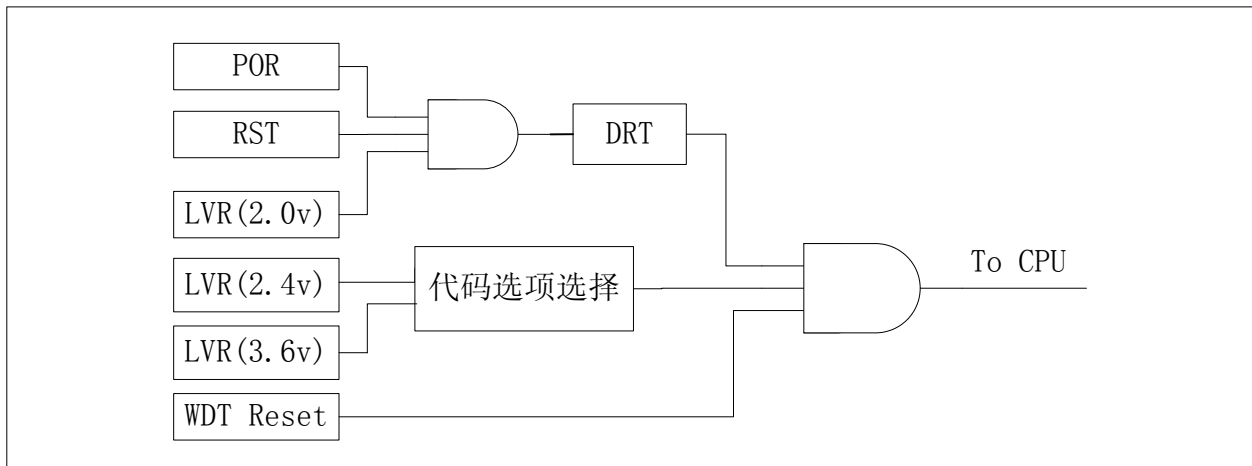 POR
RST
DRT
LVR(2.0v)
LVR(2.4v)
代码选项选择
To CPU
LVR(3.6v)
WDT Reset